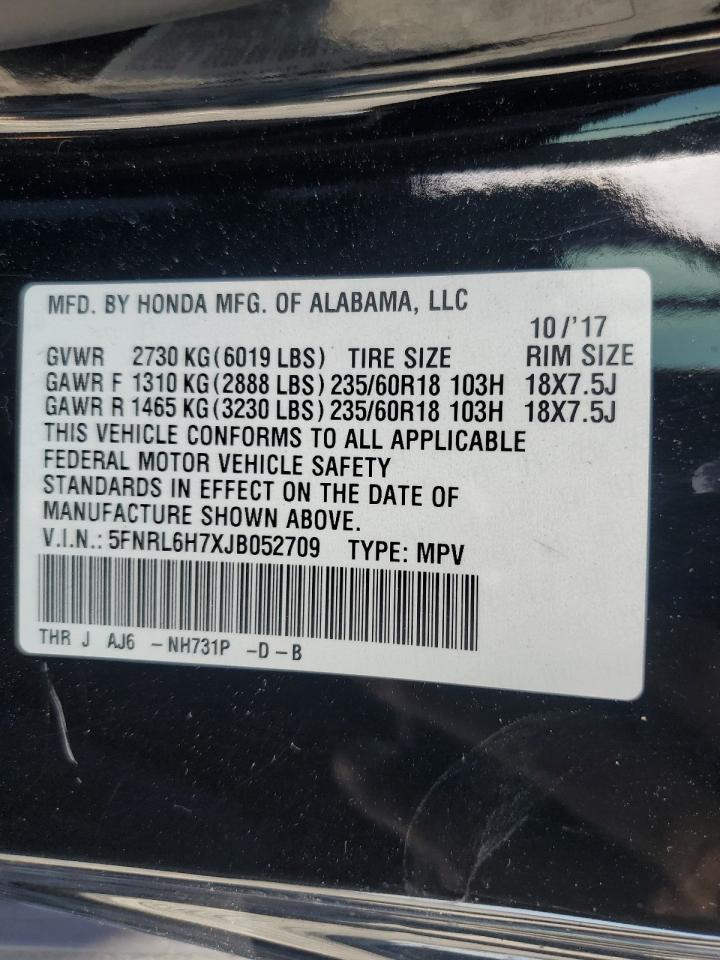 MFD. BY HONDA MFG. OF ALABAMA, LLC
10/'17
GVWR 2730 KG(6019 LBS) TIRE SIZE RIM SIZE
GAWR F 1310 KG(2888 LBS) 235/60R18 103H 18X7.5J
GAWR R 1465 KG(3230 LBS) 235/60R18 103H 18X7.5J
THIS VEHICLE CONFORMS TO ALL APPLICABLE
FEDERAL MOTOR VEHICLE SAFETY
STANDARDS IN EFFECT ON THE DATE OF
MANUFACTURE SHOWN ABOVE.
V.I.N.: 5FNRL6H7XJB052709 TYPE: MPV
THR J AJ6 -NH731P -D-B